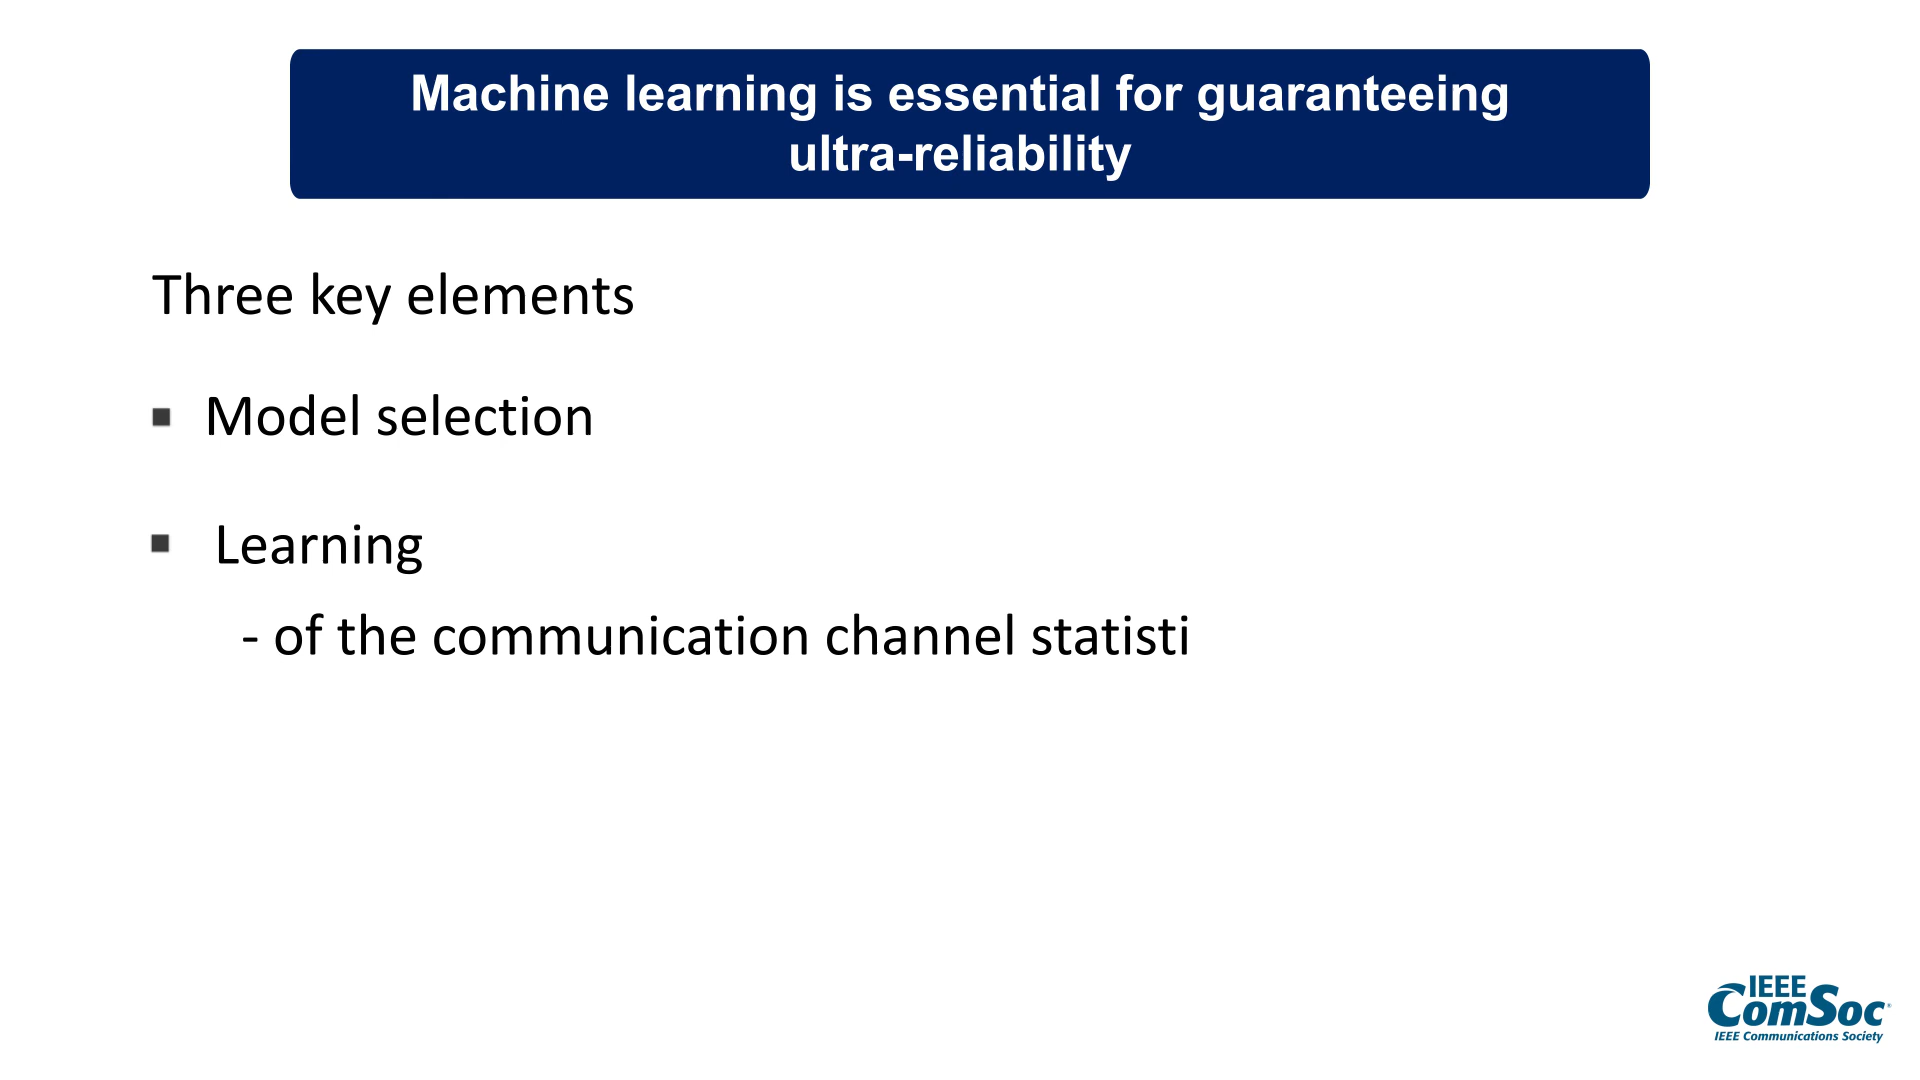 Machine learning is essential for guaranteeing
ultra-reliability
Three key elements
▪ Model selection
▪ Learning
- of the communication channel statisti
IEEE
ComSoc®
IEEE Communications Society